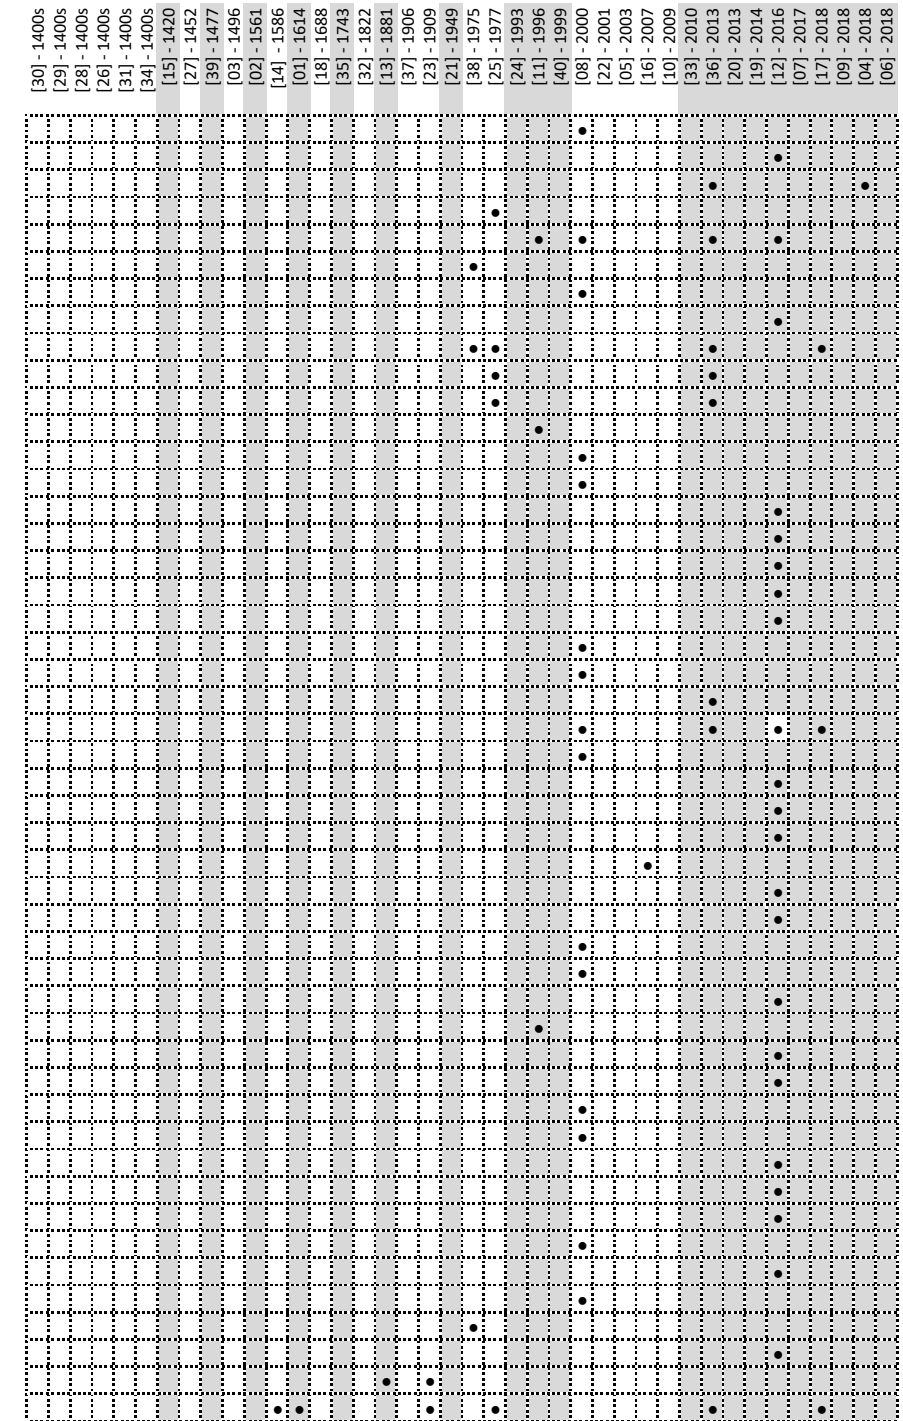 [30] - 1400s
[29] - 1400s
[28] - 1400s
[26] - 1400s
[31] - 1400s
[34] - 1400s
[15] - 1420
[27] - 1452
[39] - 1477
[03] - 1496
[02] - 1561
[14] - 1586
[01] - 1614
[18] - 1688
[35] - 1743
[32] - 1822
[13] - 1881
[37] - 1906
[23] - 1909
[21] - 1949
[38] - 1975
[25] - 1977
[24] - 1993
[11] - 1996
[40] - 1999
[08] - 2000
[22] - 2001
[05] - 2003
[16] - 2007
[10] - 2009
[33] - 2010
[36] - 2013
[20] - 2013
[19] - 2014
[12] - 2016
[07] - 2017
[17] - 2018
[09] - 2018
[04] - 2018
[06] - 2018